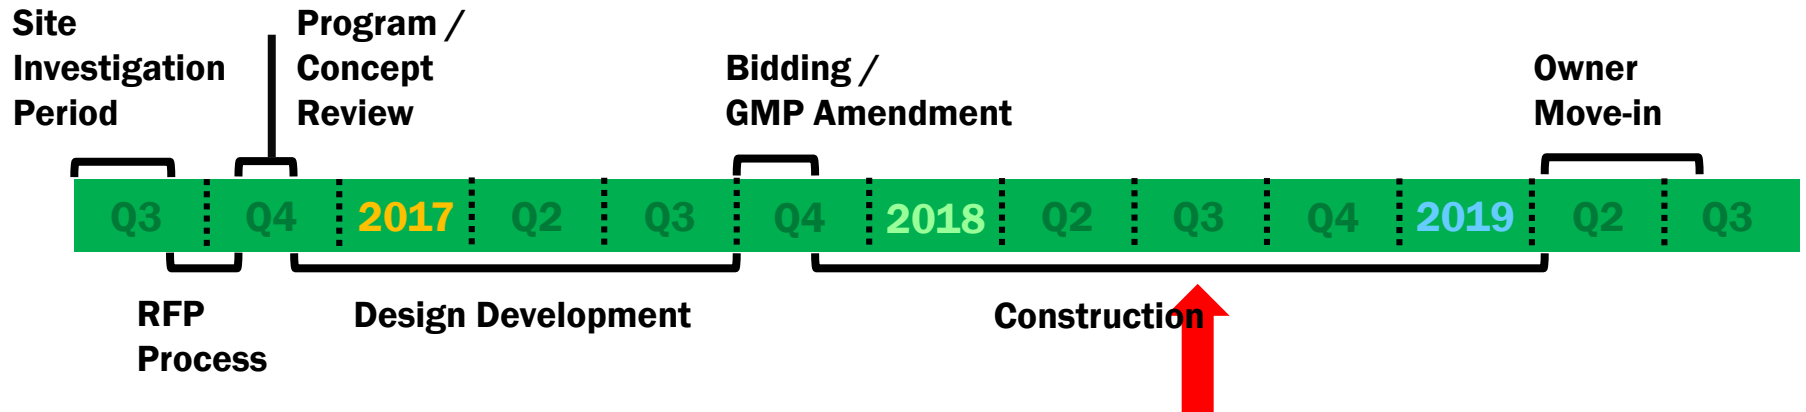 Site
Investigation
Period
Program /
Concept
Review
Bidding /
GMP Amendment
Owner
Move-in
Q3 Q4 2017 Q2 Q3 Q4 2018 Q2 Q3 Q4 2019 Q2 Q3
RFP
Process
Design Development
Construction